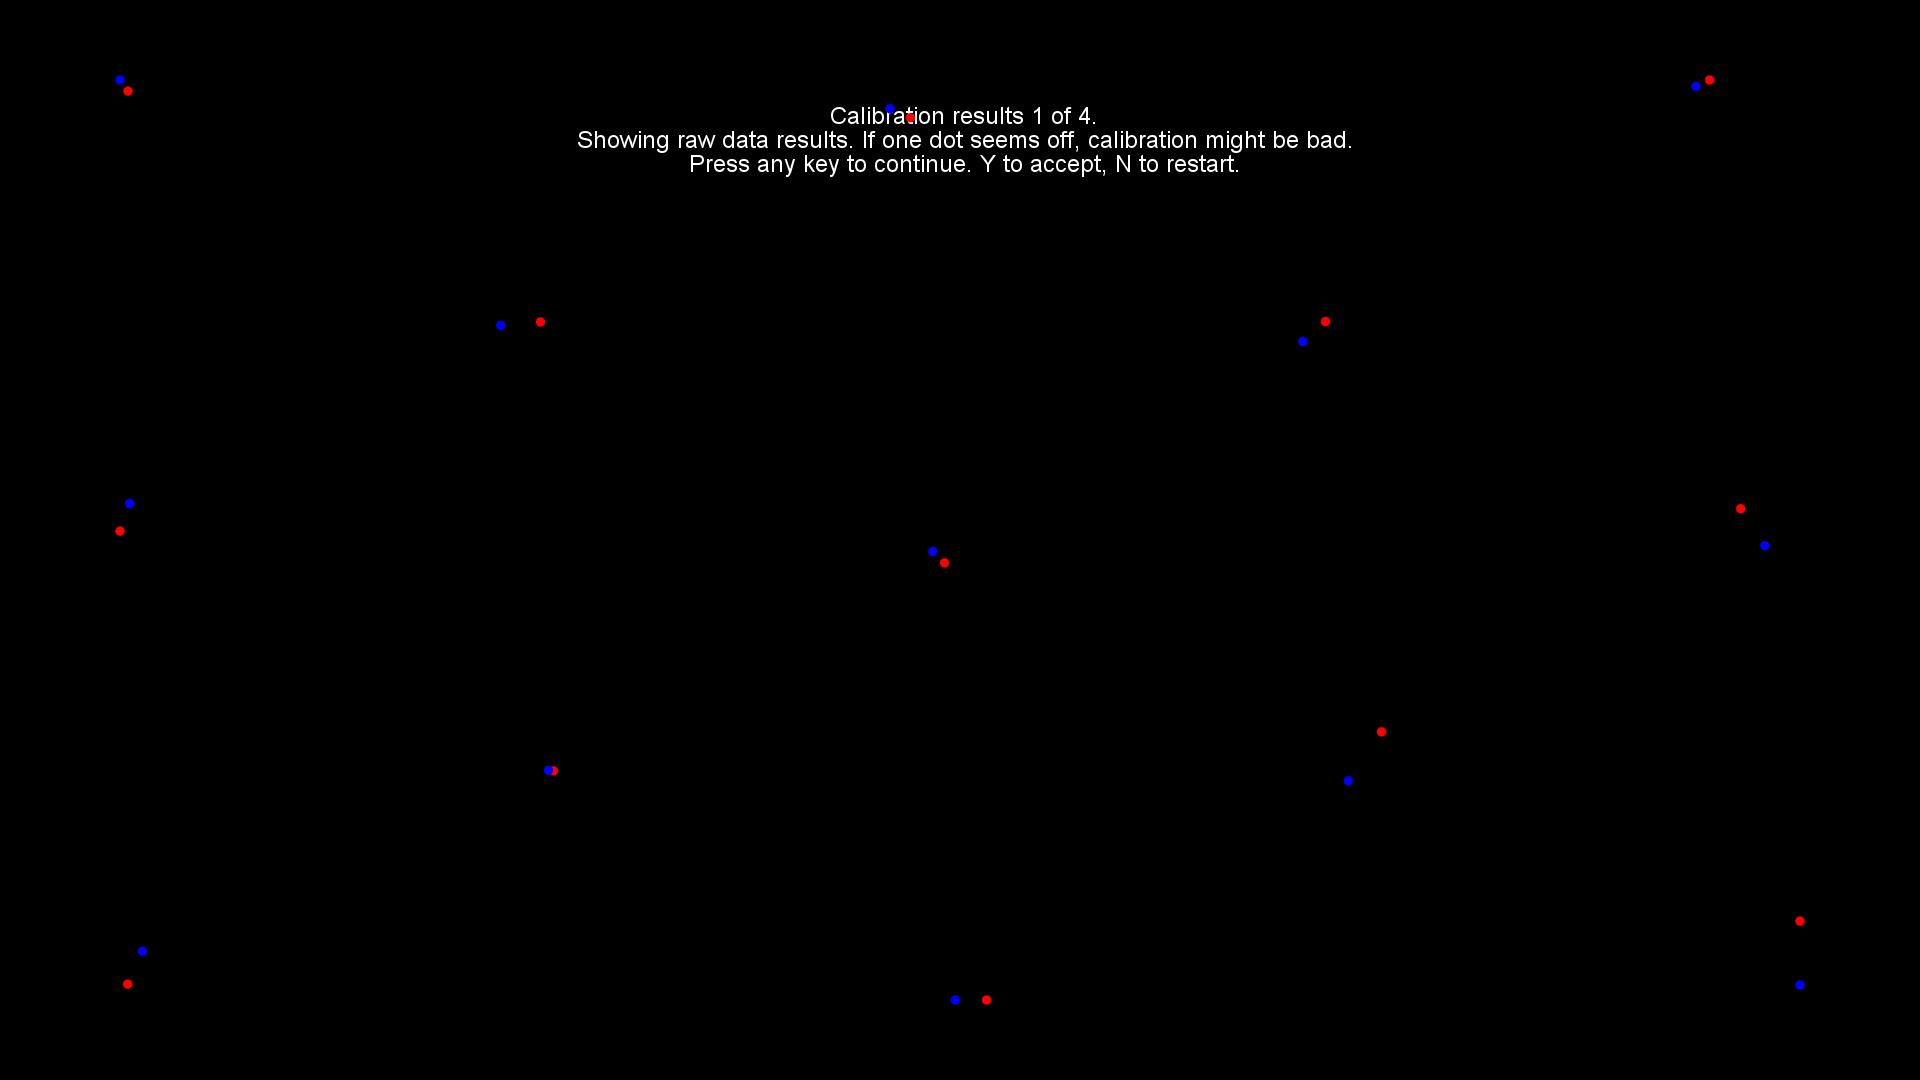 Calibration results 1 of 4.
Showing raw data results. If one dot seems off, calibration might be bad.
Press any key to continue. Y to accept, N to restart.